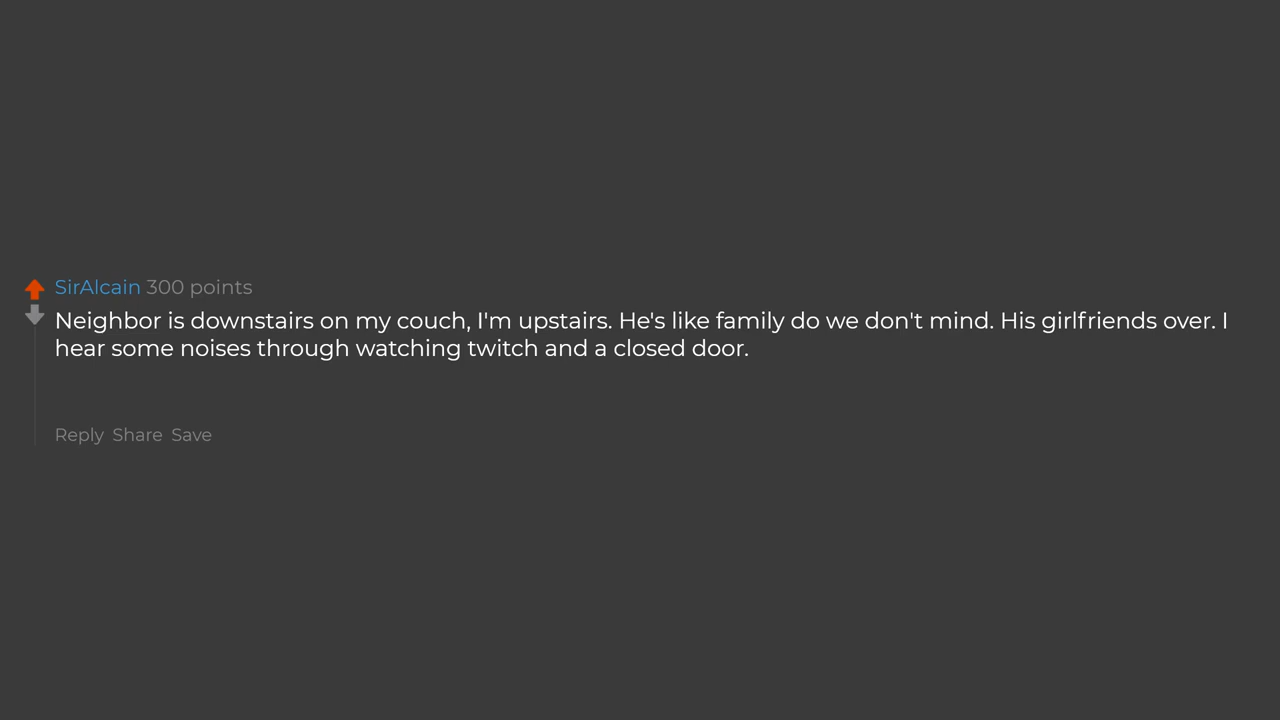 SirAlcain 300 points
Neighbor is downstairs on my couch, I'm upstairs. He's like family do we don't mind. His girlfriends over. I
hear some noises through watching twitch and a closed door.
Reply Share Save